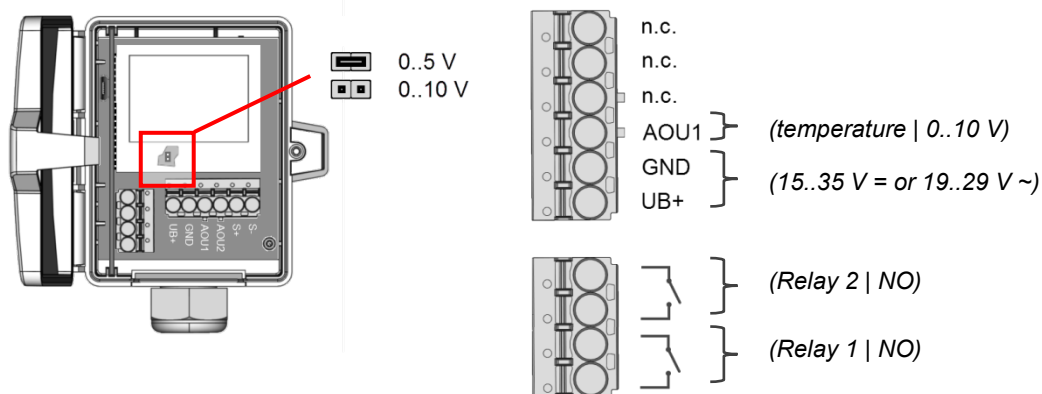 0..5 V
0..10 V
UB+
GND
AOU1
AOU2
S+
S-
n.c.
n.c.
n.c.
AOU1 (temperature | 0..10 V)
GND
(15..35 V = or 19..29 V ~)
UB+
(Relay 2 | NO)
(Relay 1 | NO)